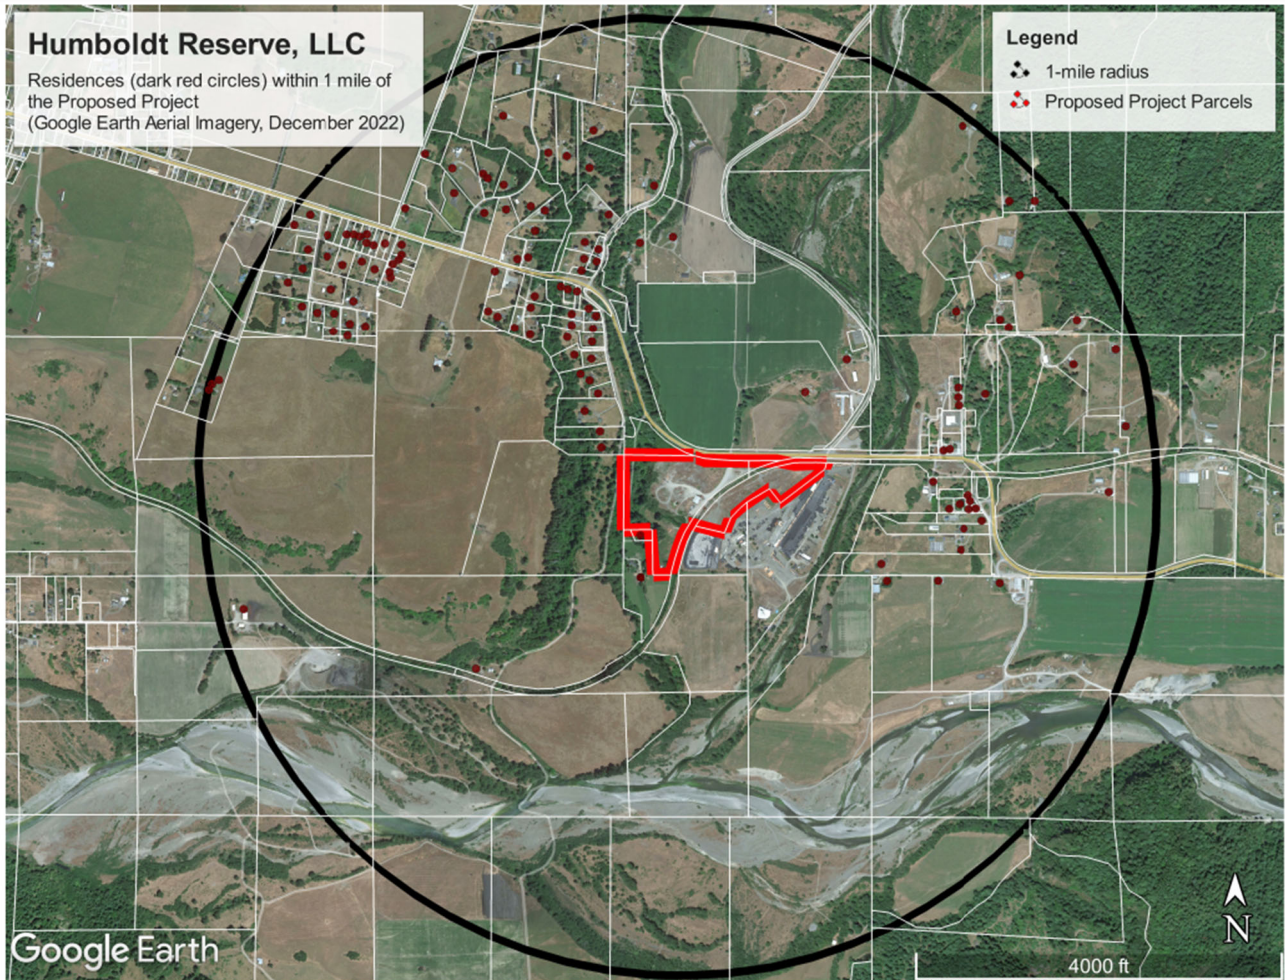 Humboldt Reserve, LLC
Residences (dark red circles) within 1 mile of
the Proposed Project
(Google Earth Aerial Imagery, December 2022)
Legend
1-mile radius
Proposed Project Parcels
Google Earth
N
4000 ft